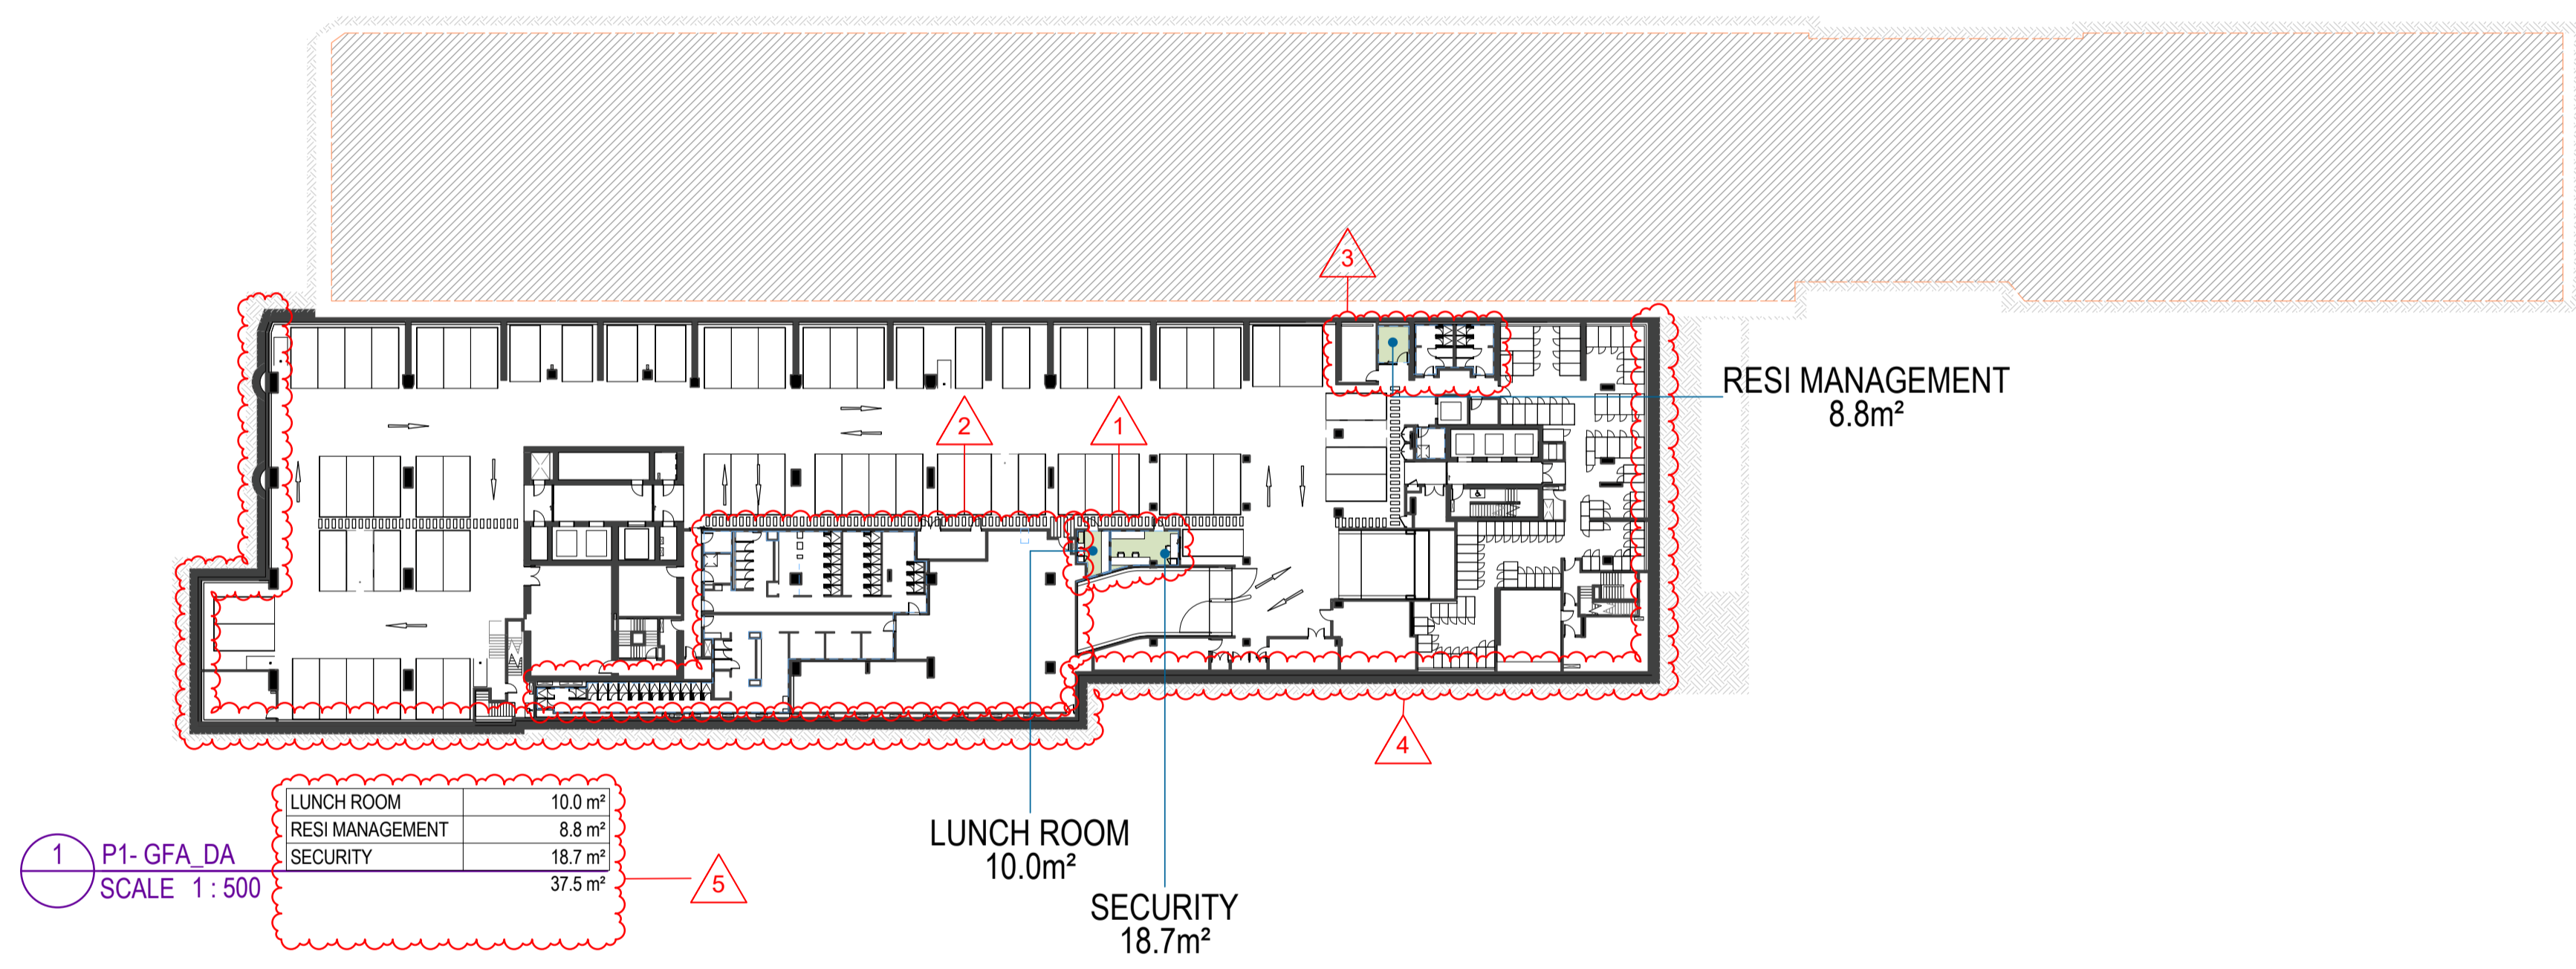 3
RESI MANAGEMENT
8.8m²
2
1
4
LUNCH ROOM 10.0 m²
RESI MANAGEMENT 8.8 m²
SECURITY 18.7 m²
37.5 m²
5
1
P1- GFA_DA
SCALE 1 : 500
LUNCH ROOM
10.0m²
SECURITY
18.7m²